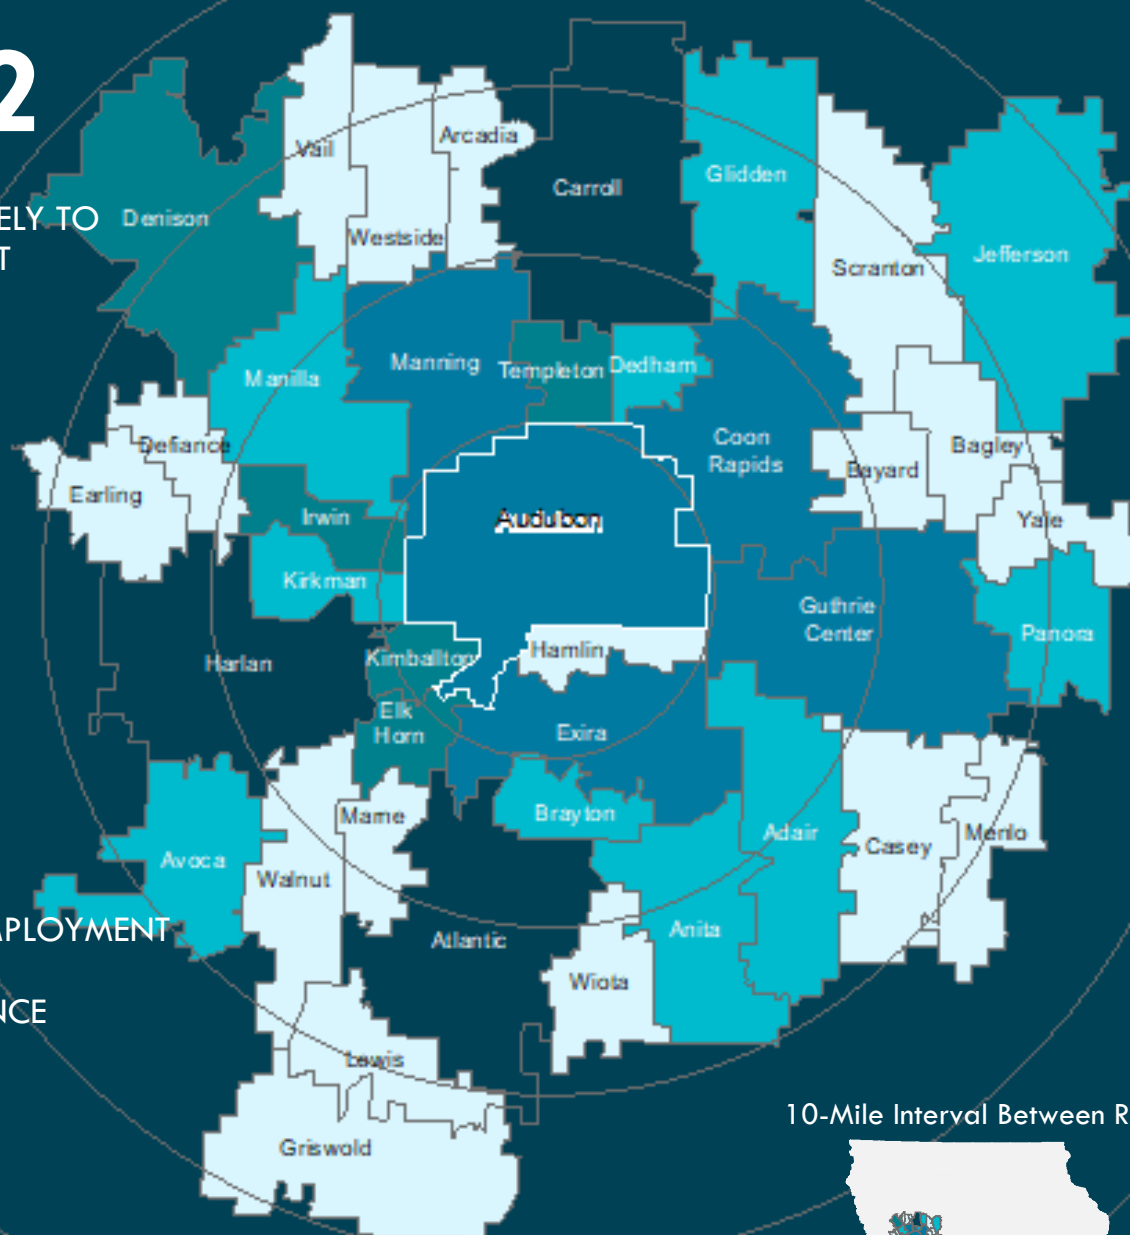 2
ELY TO
T
Vail
Arcadia
Denison
Westside
Carroll
Glidden
Scranton
Jefferson
Manilla
Manning
Templeton
Dedham
Defiance
Earling
Coon
Rapids
Bayard
Bagley
Irwin
Audubon
Yale
Kirkman
Guthrie
Center
Panora
Harlan
Kimballton
Hamlin
Elk
Horn
Exira
Avoca
Walnut
Marne
Brayton
Adair
Casey
Menlo
MPLOYMENT
Atlantic
Anita
Wiota
NCE
Lewis
Griswold
10-Mile Interval Between R